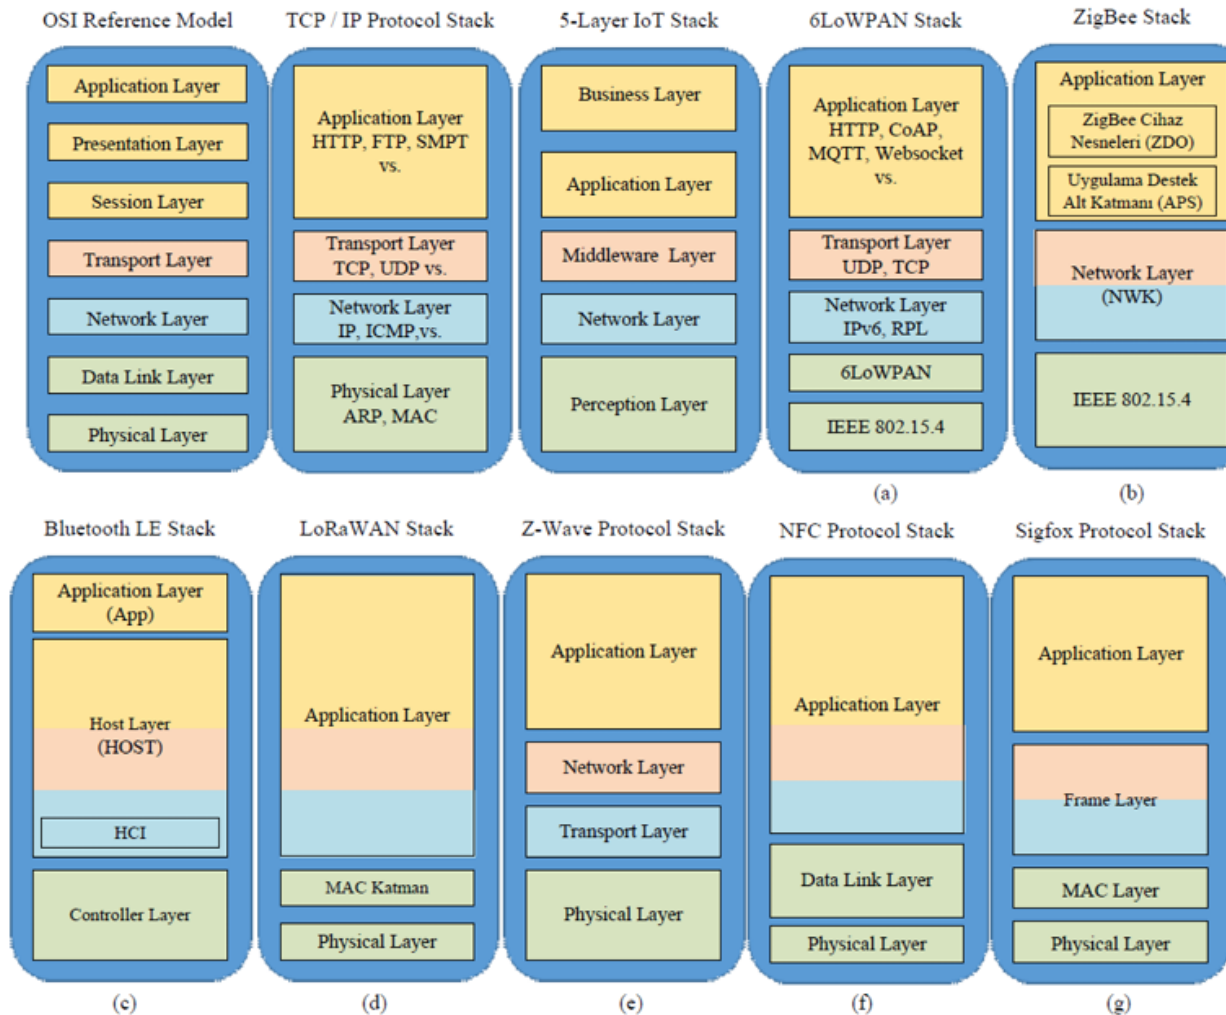 OSI Reference Model
Application Layer
Presentation Layer
Session Layer
Transport Layer
Network Layer
Data Link Layer
Physical Layer
TCP / IP Protocol Stack
Application Layer
HTTP, FTP, SMPT
vs.
Transport Layer
TCP, UDP vs.
Network Layer
IP, ICMP,vs.
Physical Layer
ARP, MAC
5-Layer IoT Stack
Business Layer
Application Layer
Middleware Layer
Network Layer
Perception Layer
6LoWPAN Stack
Application Layer
HTTP, CoAP,
MQTT, Websocket
vs.
Transport Layer
UDP, TCP
Network Layer
IPv6, RPL
6LoWPAN
IEEE 802.15.4
(a)
ZigBee Stack
Application Layer
ZigBee Cihaz
Nesneleri (ZDO)
Uygulama Destek
Alt Katmanı (APS)
Network Layer
(NWK)
IEEE 802.15.4
(b)
Bluetooth LE Stack
Application Layer
(App)
Host Layer
(HOST)
HCI
Controller Layer
(c)
LoRaWAN Stack
Application Layer
MAC Katman
Physical Layer
(d)
Z-Wave Protocol Stack
Application Layer
Network Layer
Transport Layer
Physical Layer
(e)
NFC Protocol Stack
Application Layer
Data Link Layer
Physical Layer
(f)
Sigfox Protocol Stack
Application Layer
Frame Layer
MAC Layer
Physical Layer
(g)